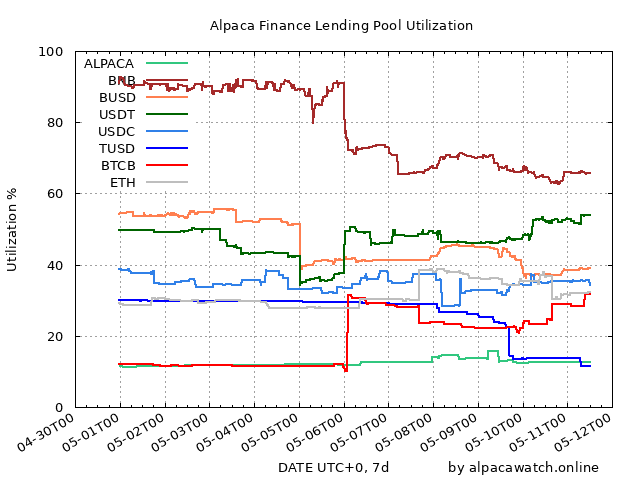 Alpaca Finance Lending Pool Utilization
100
80
60
40
20
0
Utilization %
ALPACA
BNB
BUSD
USDT
USDC
TUSD
BTCB
ETH
04-30T00
05-01T00
05-02T00
05-03T00
05-04T00
05-05T00
05-06T00
05-07T00
05-08T00
05-09T00
05-10T00
05-11T00
05-12T00
DATE UTC+0, 7d
by alpacawatch.online